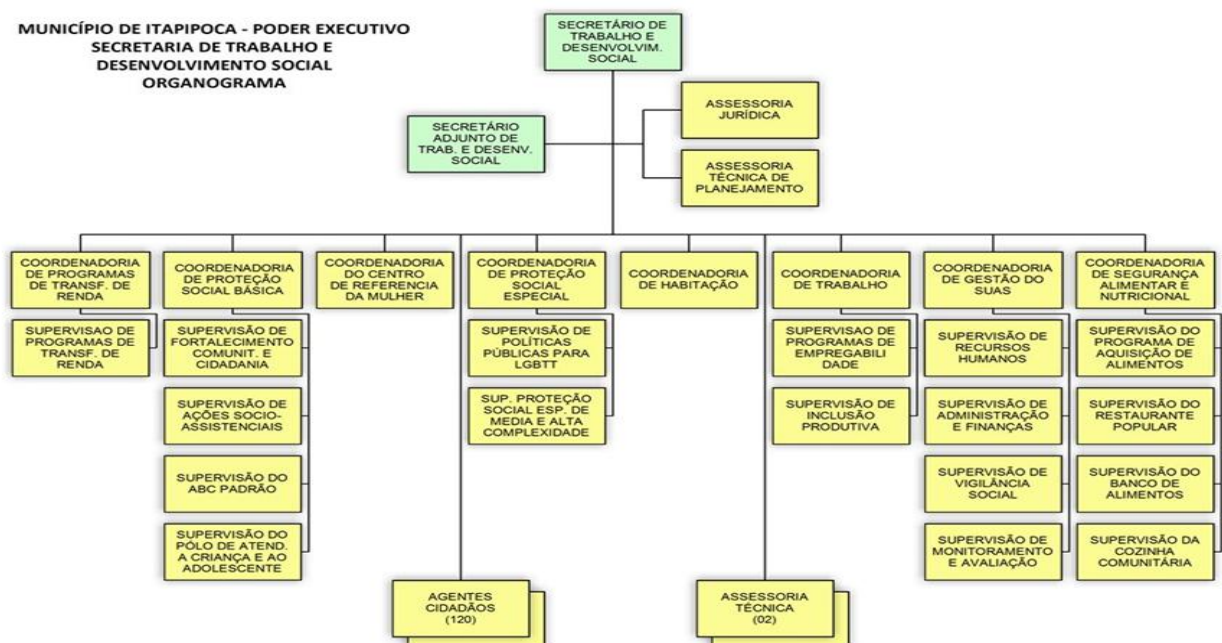 MUNICÍPIO DE ITAPIPOCA - PODER EXECUTIVO
SECRETARIA DE TRABALHO E
DESENVOLVIMENTO SOCIAL
ORGANOGRAMA
SECRETÁRIO DE
TRABALHO E
DESENVOLVIM.
SOCIAL
SECRETÁRIO
ADJUNTO DE
TRAB. E DESENV.
SOCIAL
ASSESSORIA
JURÍDICA
ASSESSORIA
TÉCNICA DE
PLANEJAMENTO
COORDENADORIA
DE PROGRAMAS
DE TRANSF. DE
RENDA
COORDENADORIA
DE PROTEÇÃO
SOCIAL BÁSICA
COORDENADORIA
DO CENTRO
DE REFERENCIA
DA MULHER
COORDENADORIA
DE PROTEÇÃO
SOCIAL
ESPECIAL
COORDENADORIA
DE HABITAÇÃO
COORDENADORIA
DE TRABALHO
COORDENADORIA
DE GESTÃO DO
SUAS
COORDENADORIA
DE SEGURANÇA
ALIMENTAR E
NUTRICIONAL
SUPERVISAO DE
PROGRAMAS DE
TRANSF. DE
RENDA
SUPERVISÃO DE
FORTALECIMENTO
COMUNIT. E
CIDADANIA
SUPERVISÃO DE
AÇÕES SOCIO-
ASSISTENCIAIS
SUPERVISÃO DO
ABC PADRÃO
SUPERVISÃO DO
PÓLO DE ATEND.
A CRIANÇA E AO
ADOLESCENTE
SUPERVISÃO DE
POLÍTICAS
PÚBLICAS PARA
LGBTT
SUP. PROTEÇÃO
SOCIAL ESP. DE
MEDIA E ALTA
COMPLEXIDADE
SUPERVISAO DE
PROGRAMAS DE
EMPREGABILI
DADE
SUPERVISÃO DE
INCLUSÃO
PRODUTIVA
SUPERVISÃO DE
RECURSOS
HUMANOS
SUPERVISÃO DE
ADMINISTRAÇÃO
E FINANÇAS
SUPERVISÃO DE
VIGILÂNCIA
SOCIAL
SUPERVISÃO DE
MONITORAMENTO
E AVALIAÇÃO
SUPERVISÃO DO
PROGRAMA DE
AQUISIÇÃO DE
ALIMENTOS
SUPERVISÃO DO
RESTAURANTE
POPULAR
SUPERVISÃO DO
BANCO DE
ALIMENTOS
SUPERVISÃO DA
COZINHA
COMUNITÁRIA
AGENTES
CIDADÃOS
(120)
ASSESSORIA
TÉCNICA
(02)